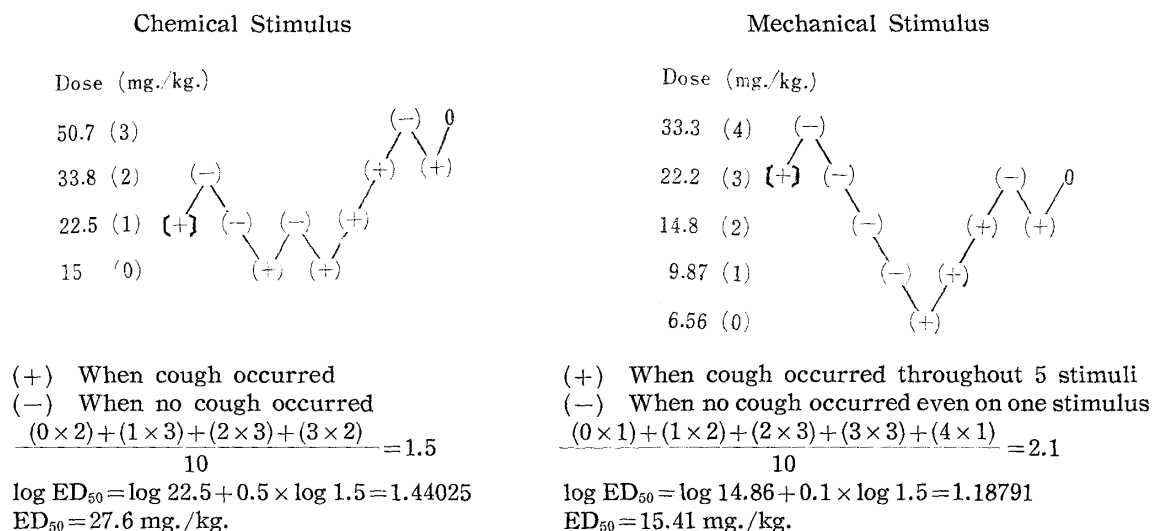 Chemical Stimulus
Dose (mg./kg.)
50.7 (3) (−) 0
33.8 (2) (−) (+) (+)
22.5 (1) [+] (−) (−) (+)
15 (0) (+) (+)
(+) When cough occurred
(−) When no cough occurred
(0×2)+(1×3)+(2×3)+(3×2)
10
=1.5
log ED₅₀=log 22.5+0.5×log 1.5=1.44025
ED₅₀=27.6 mg./kg.
Mechanical Stimulus
Dose (mg./kg.)
33.3 (4) (−)
22.2 (3) [+] (−) (−) 0
14.8 (2) (−) (+) (+)
9.87 (1) (−) (+)
6.56 (0) (+)
(+) When cough occurred throughout 5 stimuli
(−) When no cough occurred even on one stimulus
(0×1)+(1×2)+(2×3)+(3×3)+(4×1)
10
=2.1
log ED₅₀=log 14.86+0.1×log 1.5=1.18791
ED₅₀=15.41 mg./kg.